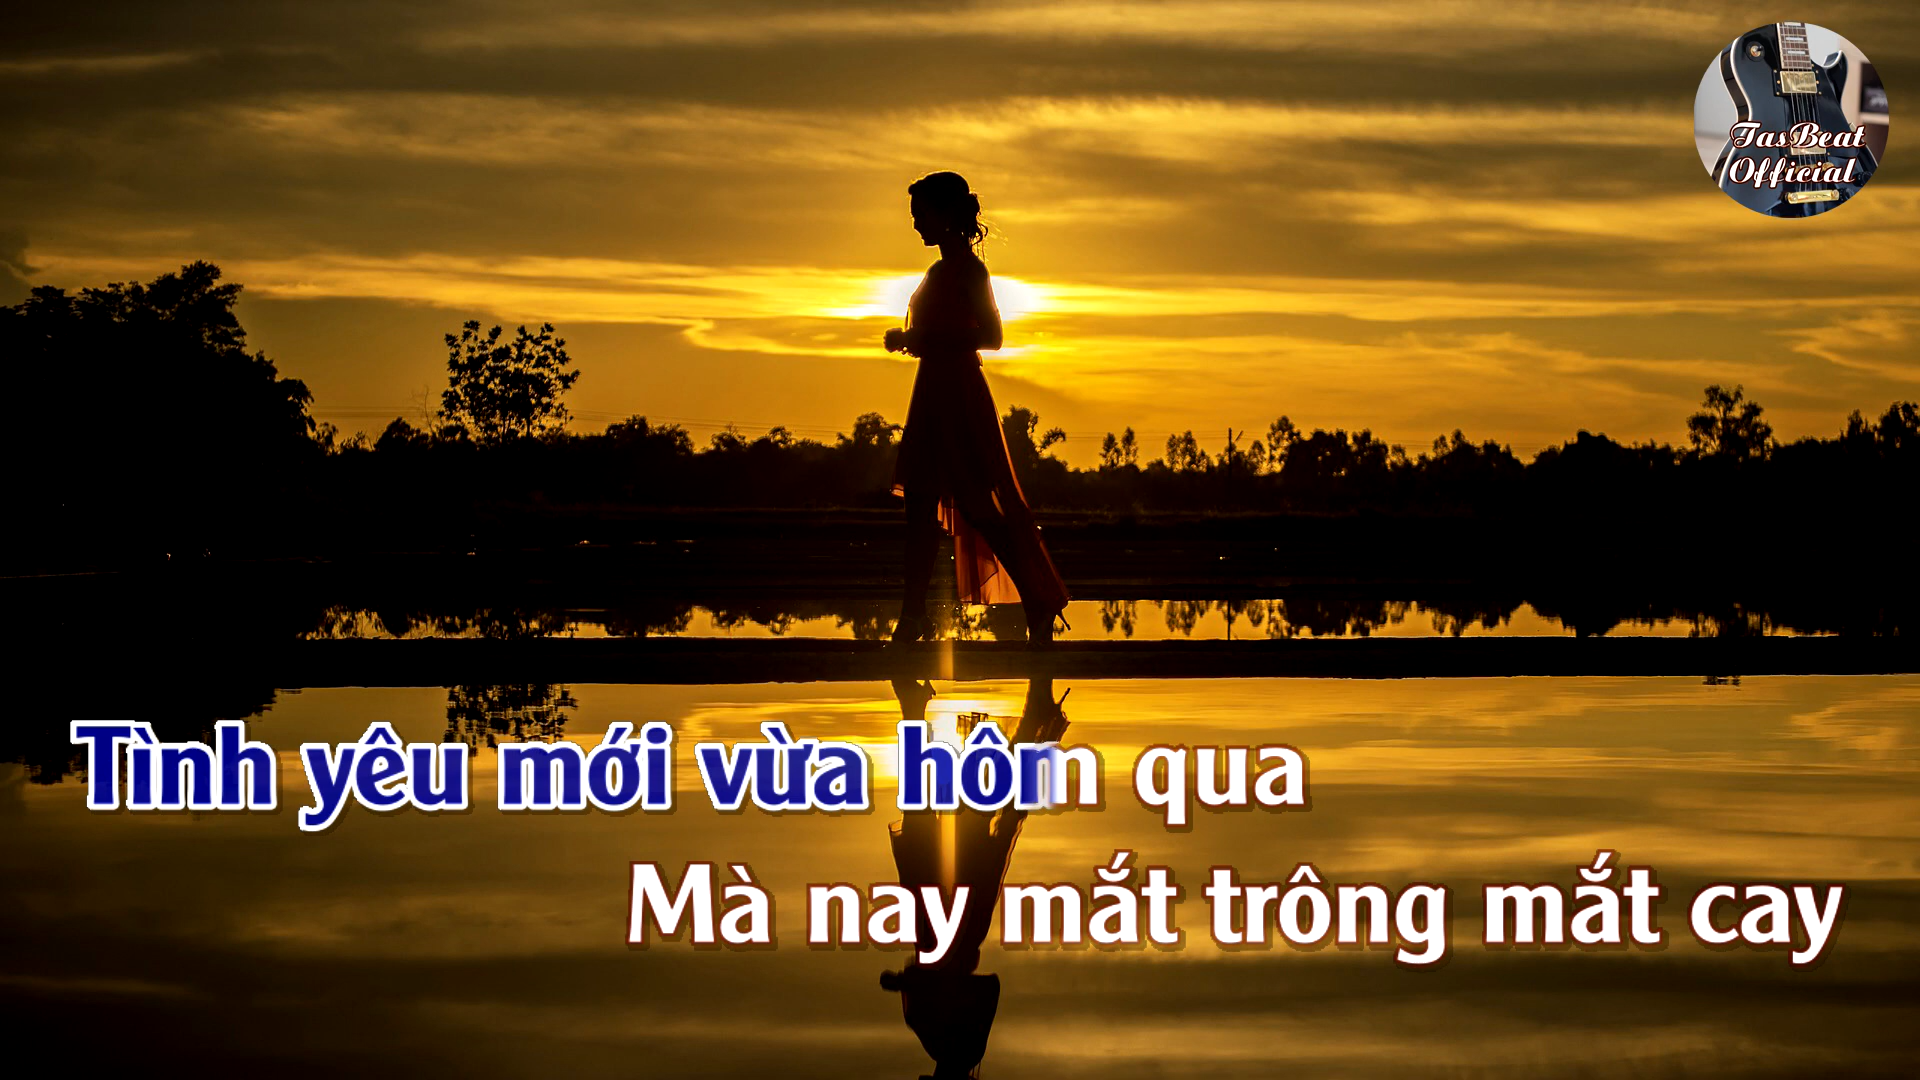 TasBeat
Official
Tình yêu mới vừa hôm qua
Mà nay mắt trông mắt cay